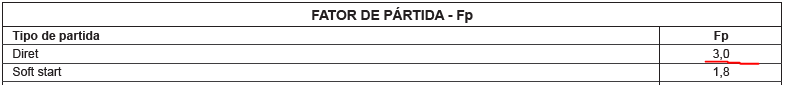 FATOR DE PÁRTIDA - Fp
Tipo de partida Fp
Diret 3,0
Soft start 1,8